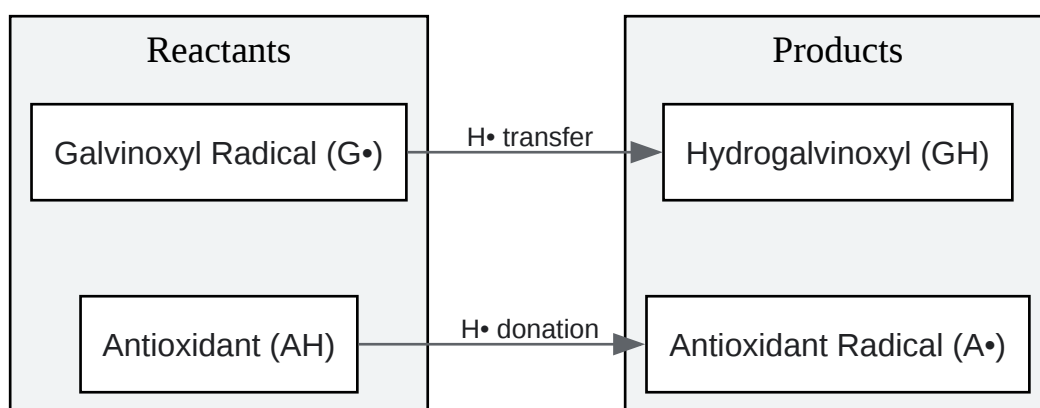 Reactants
Products
Galvinoxyl Radical (G•)
H• transfer
Hydrogalvinoxyl (GH)
Antioxidant (AH)
H• donation
Antioxidant Radical (A•)